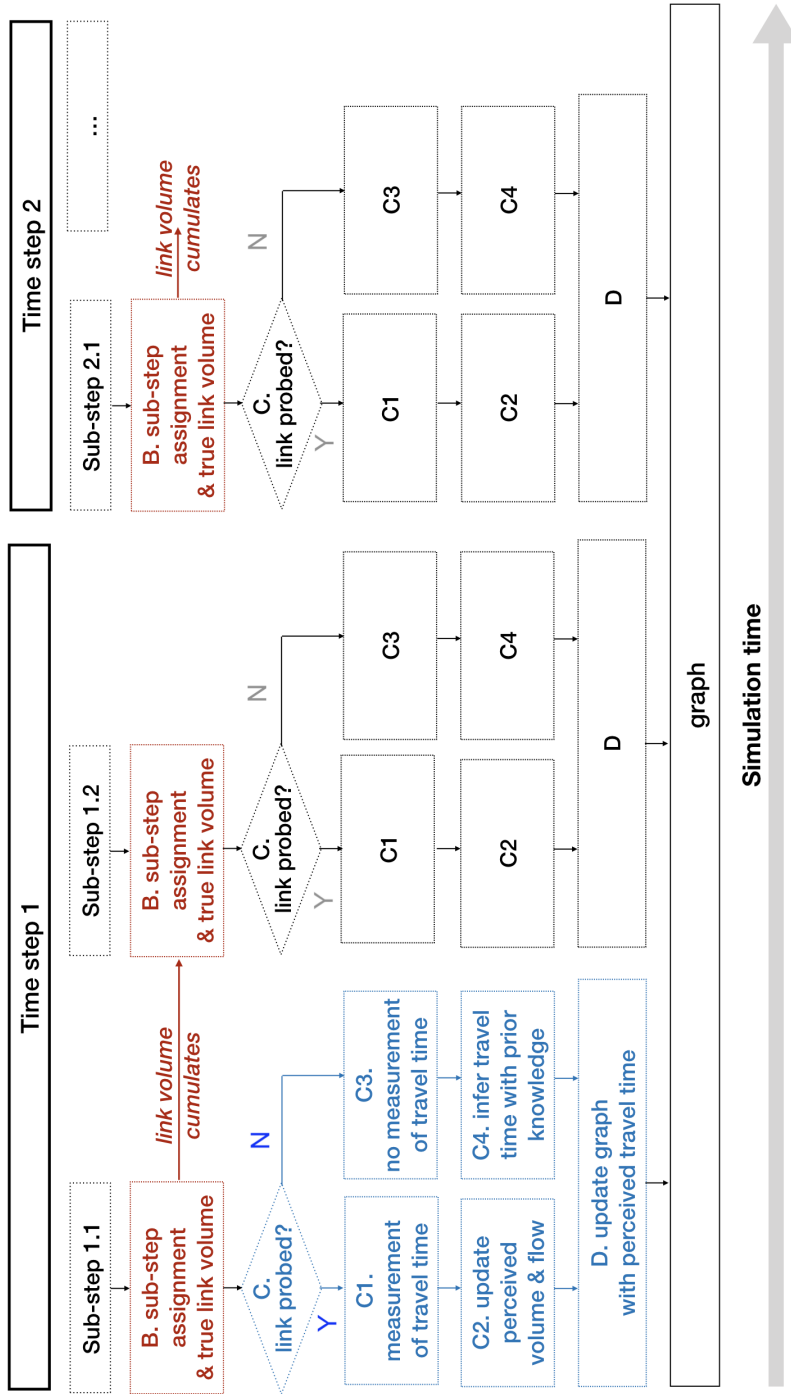 Time step 1
Time step 2
Sub-step 1.1
Sub-step 1.2
Sub-step 2.1
...
B. sub-step
assignment
& true link volume
link volume
cumulates
B. sub-step
assignment
& true link volume
B. sub-step
assignment
& true link volume
link volume
cumulates
C.
link probed?
N
Y
C.
link probed?
N
Y
C.
link probed?
N
Y
C1.
measurement
of travel time
C3.
no measurement
of travel time
C1
C3
C1
C3
C2. update
perceived
volume & flow
C4. infer travel
time with prior
knowledge
C2
C4
C2
C4
D. update graph
with perceived travel time
D
D
graph
Simulation time